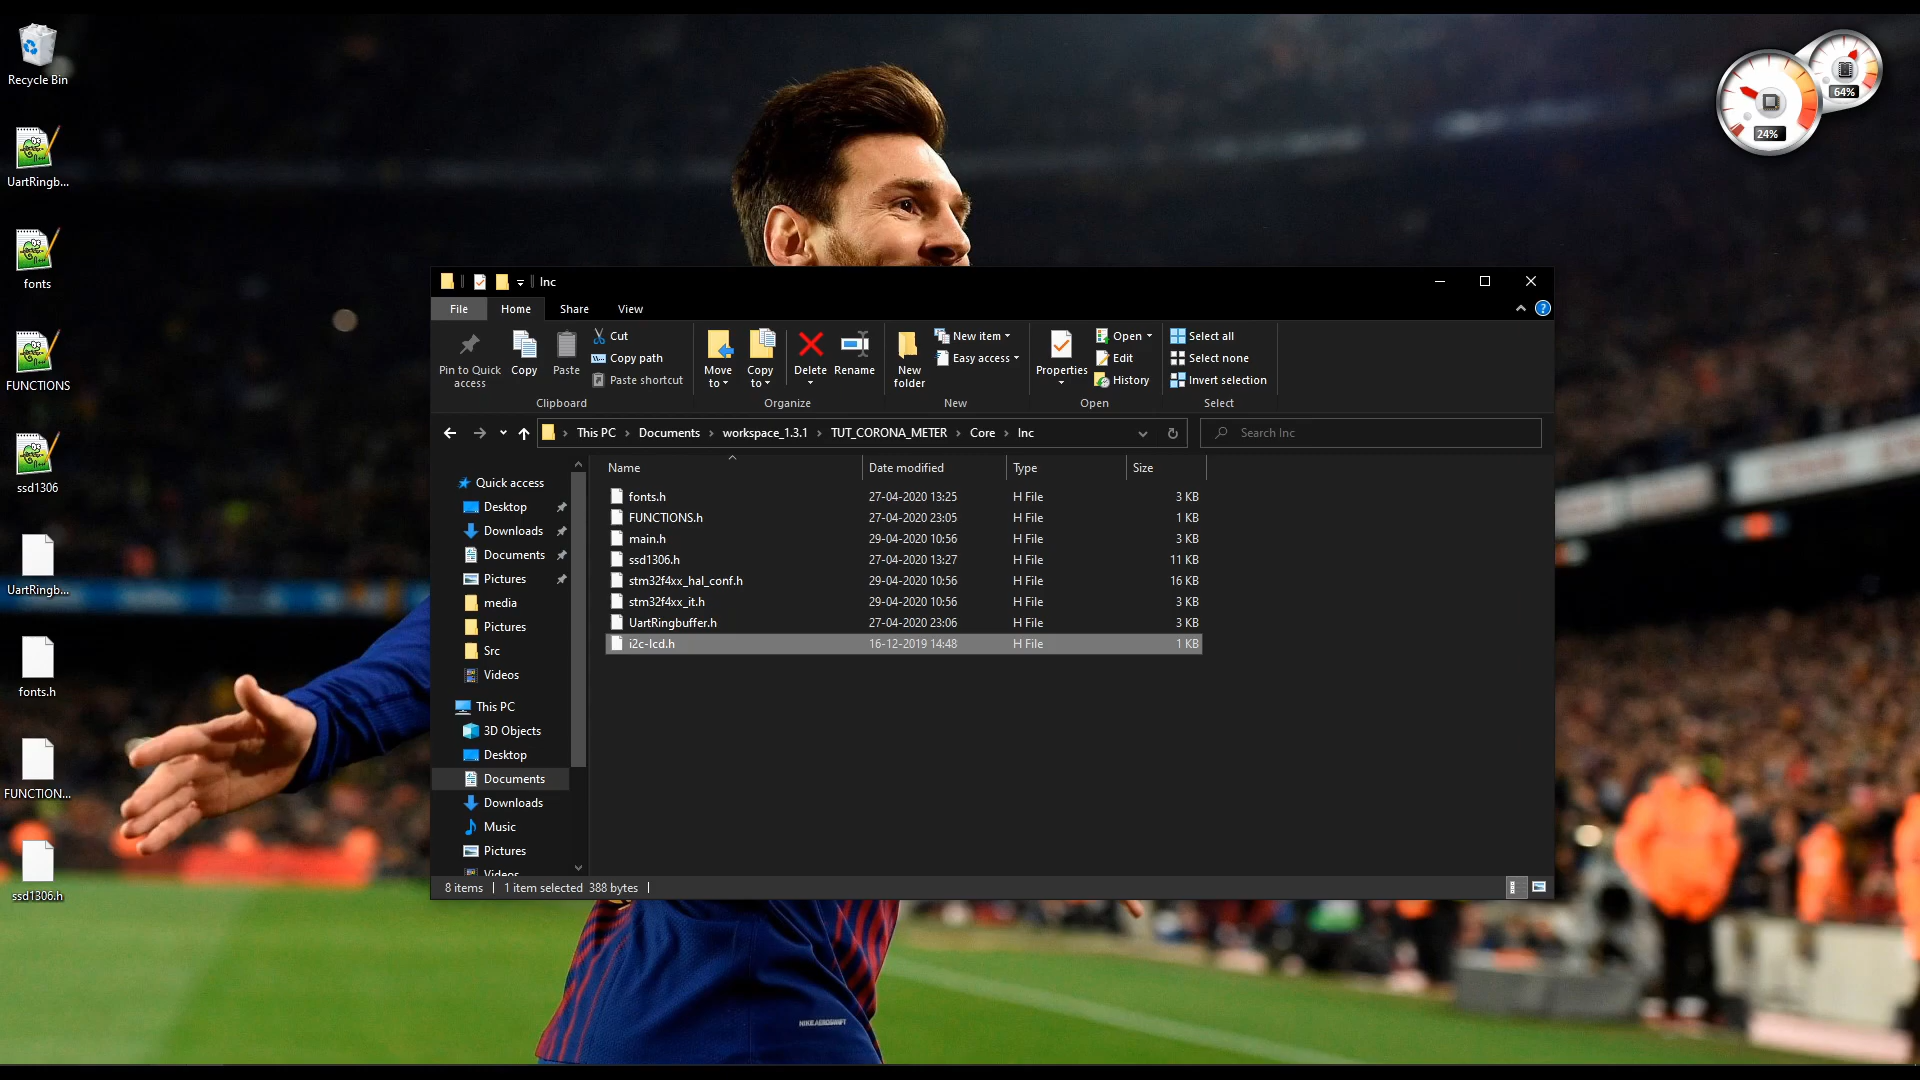 Recycle Bin
UartRingb...
fonts
FUNCTIONS
ssd1306
UartRingb...
fonts.h
FUNCTION...
ssd1306.h
64%
24%
Inc
File Home Share View
Pin to Quick access
Copy
Paste
Cut
Copy path
Paste shortcut
Clipboard
Move to
Copy to
Delete
Rename
Organize
New folder
New item
Easy access
New
Properties
Open
Edit
History
Open
Select all
Select none
Invert selection
Select
This PC Documents workspace_1.3.1 TUT_CORONA_METER Core Inc
Search Inc
Quick access
Desktop
Downloads
Documents
Pictures
media
Pictures
Src
Videos
This PC
3D Objects
Desktop
Documents
Downloads
Music
Pictures
Videos
Name Date modified Type Size
fonts.h 27-04-2020 13:25 H File 3 KB
FUNCTIONS.h 27-04-2020 23:05 H File 1 KB
main.h 29-04-2020 10:56 H File 3 KB
ssd1306.h 27-04-2020 13:27 H File 11 KB
stm32f4xx_hal_conf.h 29-04-2020 10:56 H File 16 KB
stm32f4xx_it.h 29-04-2020 10:56 H File 3 KB
UartRingbuffer.h 27-04-2020 23:06 H File 3 KB
i2c-lcd.h 16-12-2019 14:48 H File 1 KB
8 items 1 item selected 388 bytes
NIKE AEROSWIFT